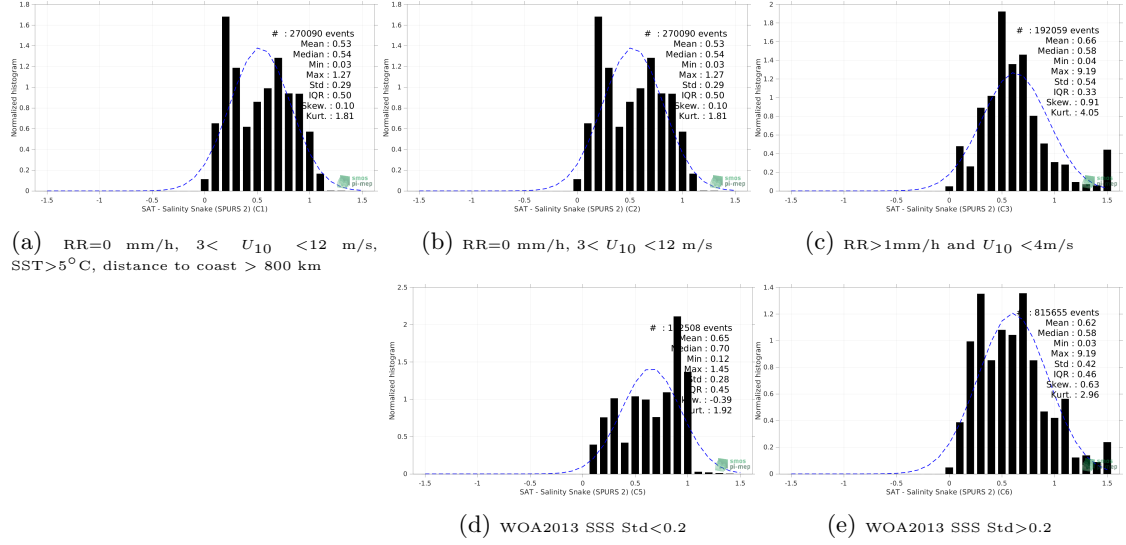 1.8
1.6
1.4
1.2
1
0.8
0.6
0.4
0.2
0
Normalized histogram
# : 270090 events
Mean : 0.53
Median : 0.54
Min : 0.03
Max : 1.27
Std : 0.29
IQR : 0.50
Skew. : 0.10
Kurt. : 1.81
smos
pi-mep
-1.5 -1 -0.5 0 0.5 1 1.5
SAT - Salinity Snake (SPURS 2) (C1)
(a) RR=0 mm/h, 3< U10 <12 m/s,
SST>5°C, distance to coast > 800 km
1.8
1.6
1.4
1.2
1
0.8
0.6
0.4
0.2
0
Normalized histogram
# : 270090 events
Mean : 0.53
Median : 0.54
Min : 0.03
Max : 1.27
Std : 0.29
IQR : 0.50
Skew. : 0.10
Kurt. : 1.81
smos
pi-mep
-1.5 -1 -0.5 0 0.5 1 1.5
SAT - Salinity Snake (SPURS 2) (C2)
(b) RR=0 mm/h, 3< U10 <12 m/s
2
1.8
1.6
1.4
1.2
1
0.8
0.6
0.4
0.2
0
Normalized histogram
# : 192059 events
Mean : 0.66
Median : 0.58
Min : 0.04
Max : 9.19
Std : 0.54
IQR : 0.33
Skew. : 0.91
Kurt. : 4.05
smos
pi-mep
-1.5 -1 -0.5 0 0.5 1 1.5
SAT - Salinity Snake (SPURS 2) (C3)
(c) RR>1mm/h and U10 <4m/s
2.5
2
1.5
1
0.5
0
Normalized histogram
events
Mean : 0.65
Median : 0.70
Min : 0.12
Max : 1.45
Std : 0.28
IQR : 0.45
Skew. : -0.39
Kurt. : 1.92
smos
pi-mep
-1.5 -1 -0.5 0 0.5 1 1.5
SAT - Salinity Snake (SPURS 2) (C5)
(d) WOA2013 SSS Std<0.2
1.4
1.2
1
0.8
0.6
0.4
0.2
0
Normalized histogram
# : 815655 events
Mean : 0.62
Median : 0.58
Min : 0.03
Max : 9.19
Std : 0.42
IQR : 0.46
Skew. : 0.63
Kurt. : 2.96
smos
pi-mep
-1.5 -1 -0.5 0 0.5 1 1.5
SAT - Salinity Snake (SPURS 2) (C6)
(e) WOA2013 SSS Std>0.2